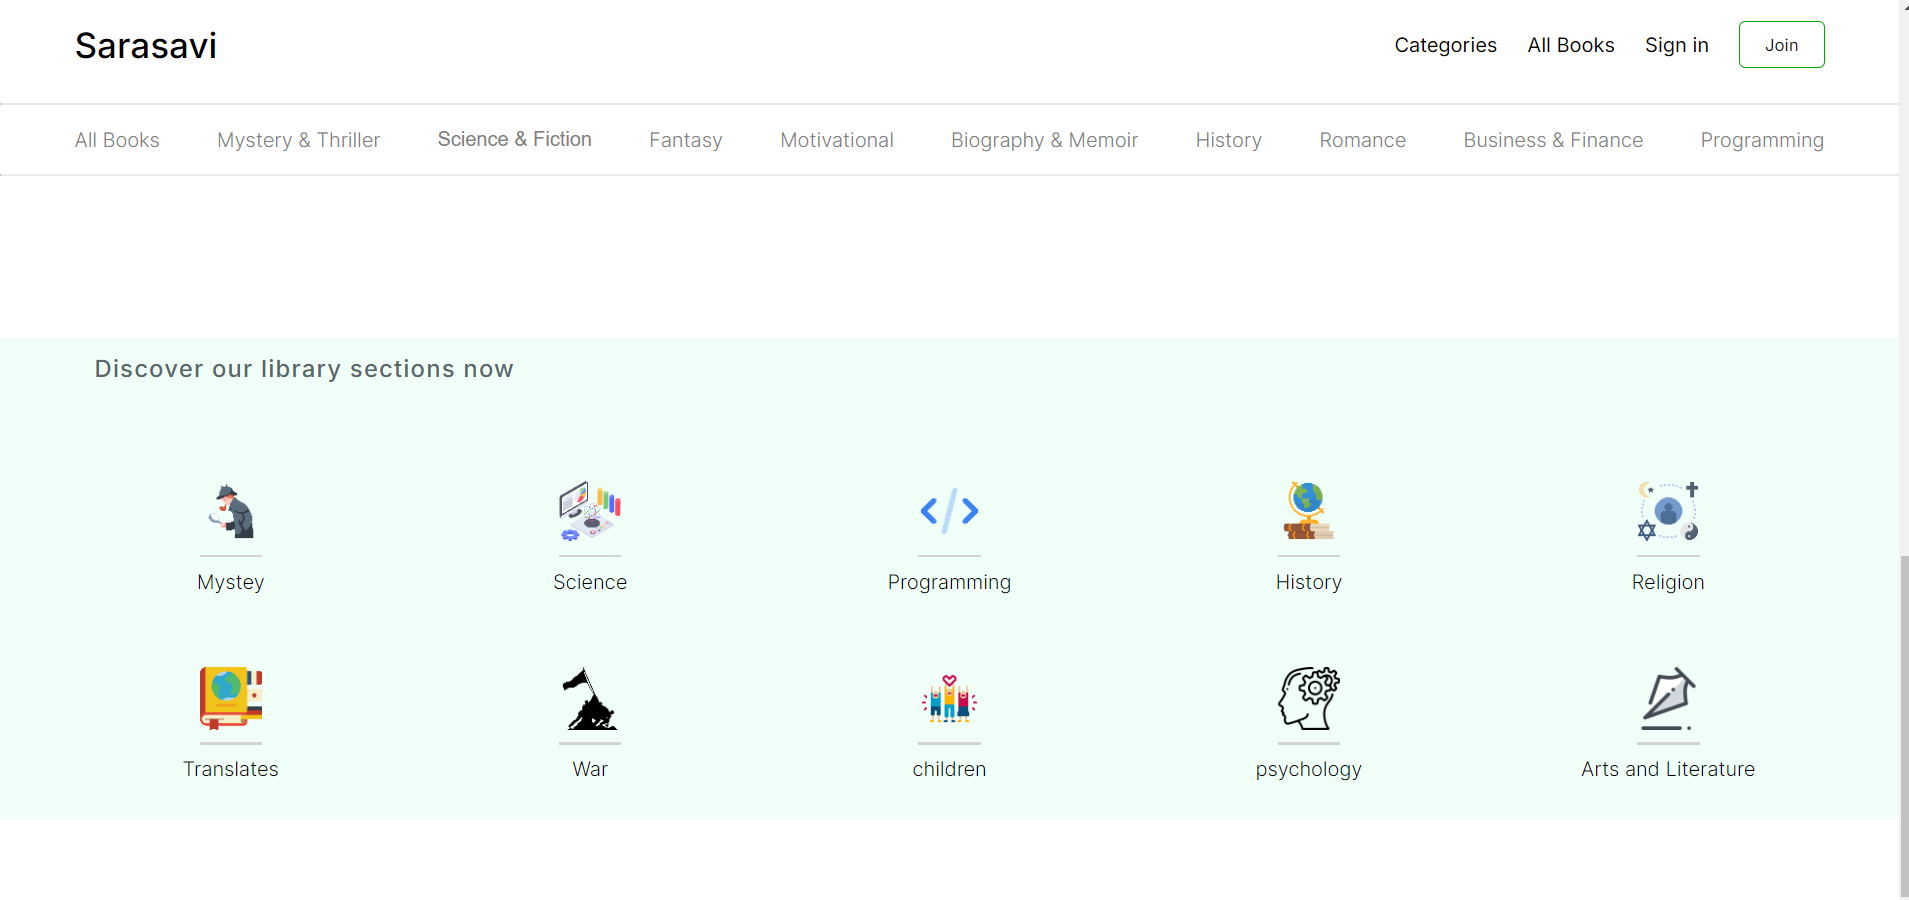 Sarasavi
Categories All Books Sign in Join
All Books Mystery & Thriller Science & Fiction Fantasy Motivational Biography & Memoir History Romance Business & Finance Programming
Discover our library sections now
Mystey Science Programming History Religion
Translates War children psychology Arts and Literature